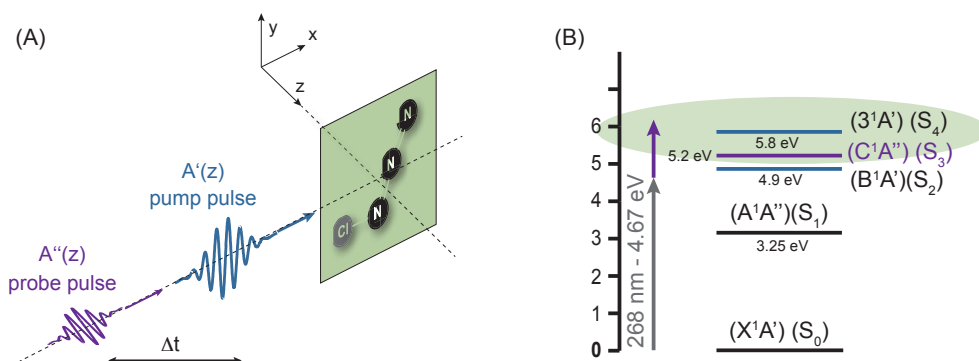 (A)
y
x
z
N
N
N
Cl
A‘(z)
pump pulse
A‘‘(z)
probe pulse
Δt
(B)
6
5
4
3
2
1
0
268 nm - 4.67 eV
(3¹A’) (S₄)
5.8 eV
5.2 eV
(C¹A’’) (S₃)
4.9 eV
(B¹A’)(S₂)
(A¹A’’)(S₁)
3.25 eV
(X¹A’) (S₀)